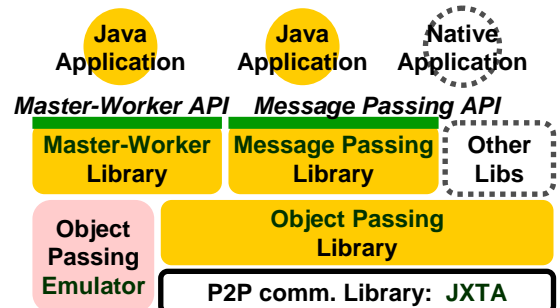 Java
Application
Java
Application
Native
Application
Master-Worker API
Message Passing API
Master-Worker
Library
Message Passing
Library
Other
Libs
Object
Passing
Emulator
Object Passing
Library
P2P comm. Library: JXTA